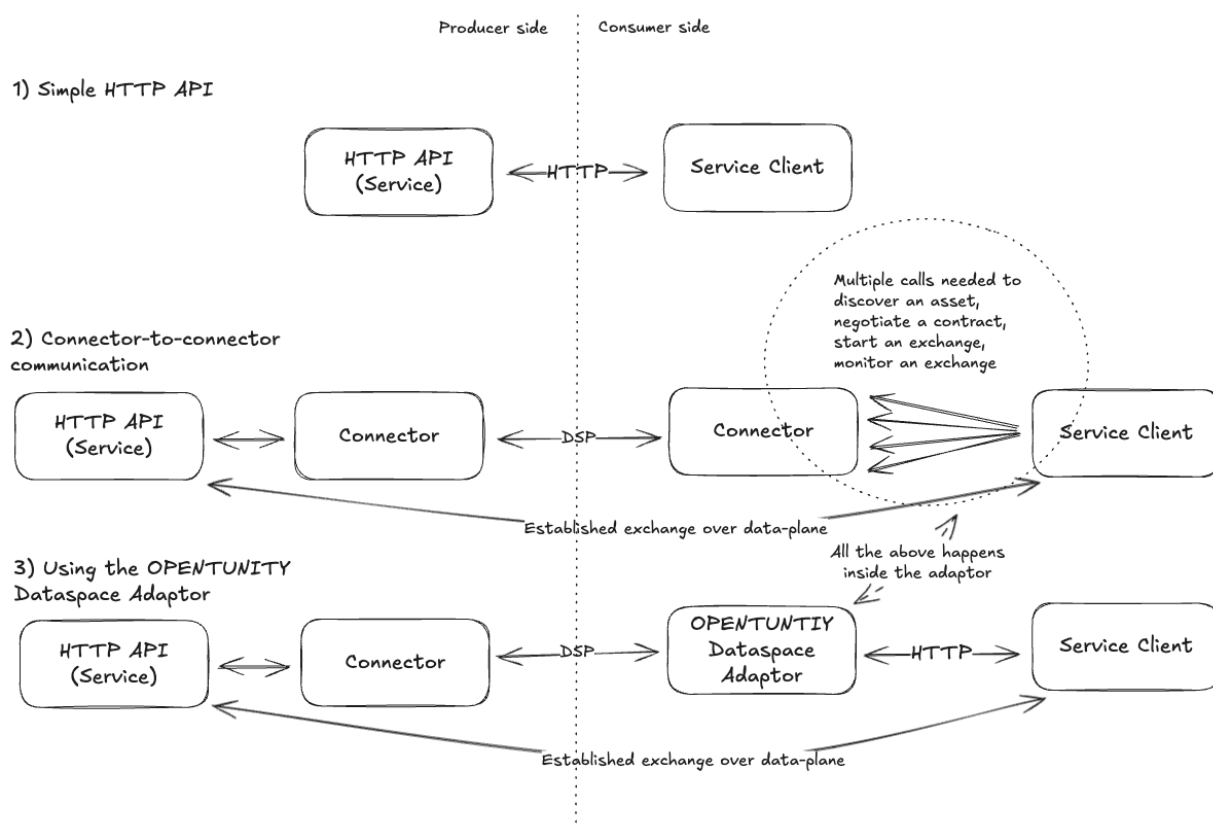 Producer side
Consumer side
1) Simple HTTP API
HTTP API
(Service)
HTTP
Service Client
Multiple calls needed to
discover an asset,
negotiate a contract,
start an exchange,
monitor an exchange
2) Connector-to-connector
communication
HTTP API
(Service)
Connector
DSP
Connector
Service Client
Established exchange over data-plane
All the above happens
inside the adaptor
3) Using the OPENTUNITY
Dataspace Adaptor
HTTP API
(Service)
Connector
DSP
OPENTUNTIY
Dataspace
Adaptor
HTTP
Service Client
Established exchange over data-plane